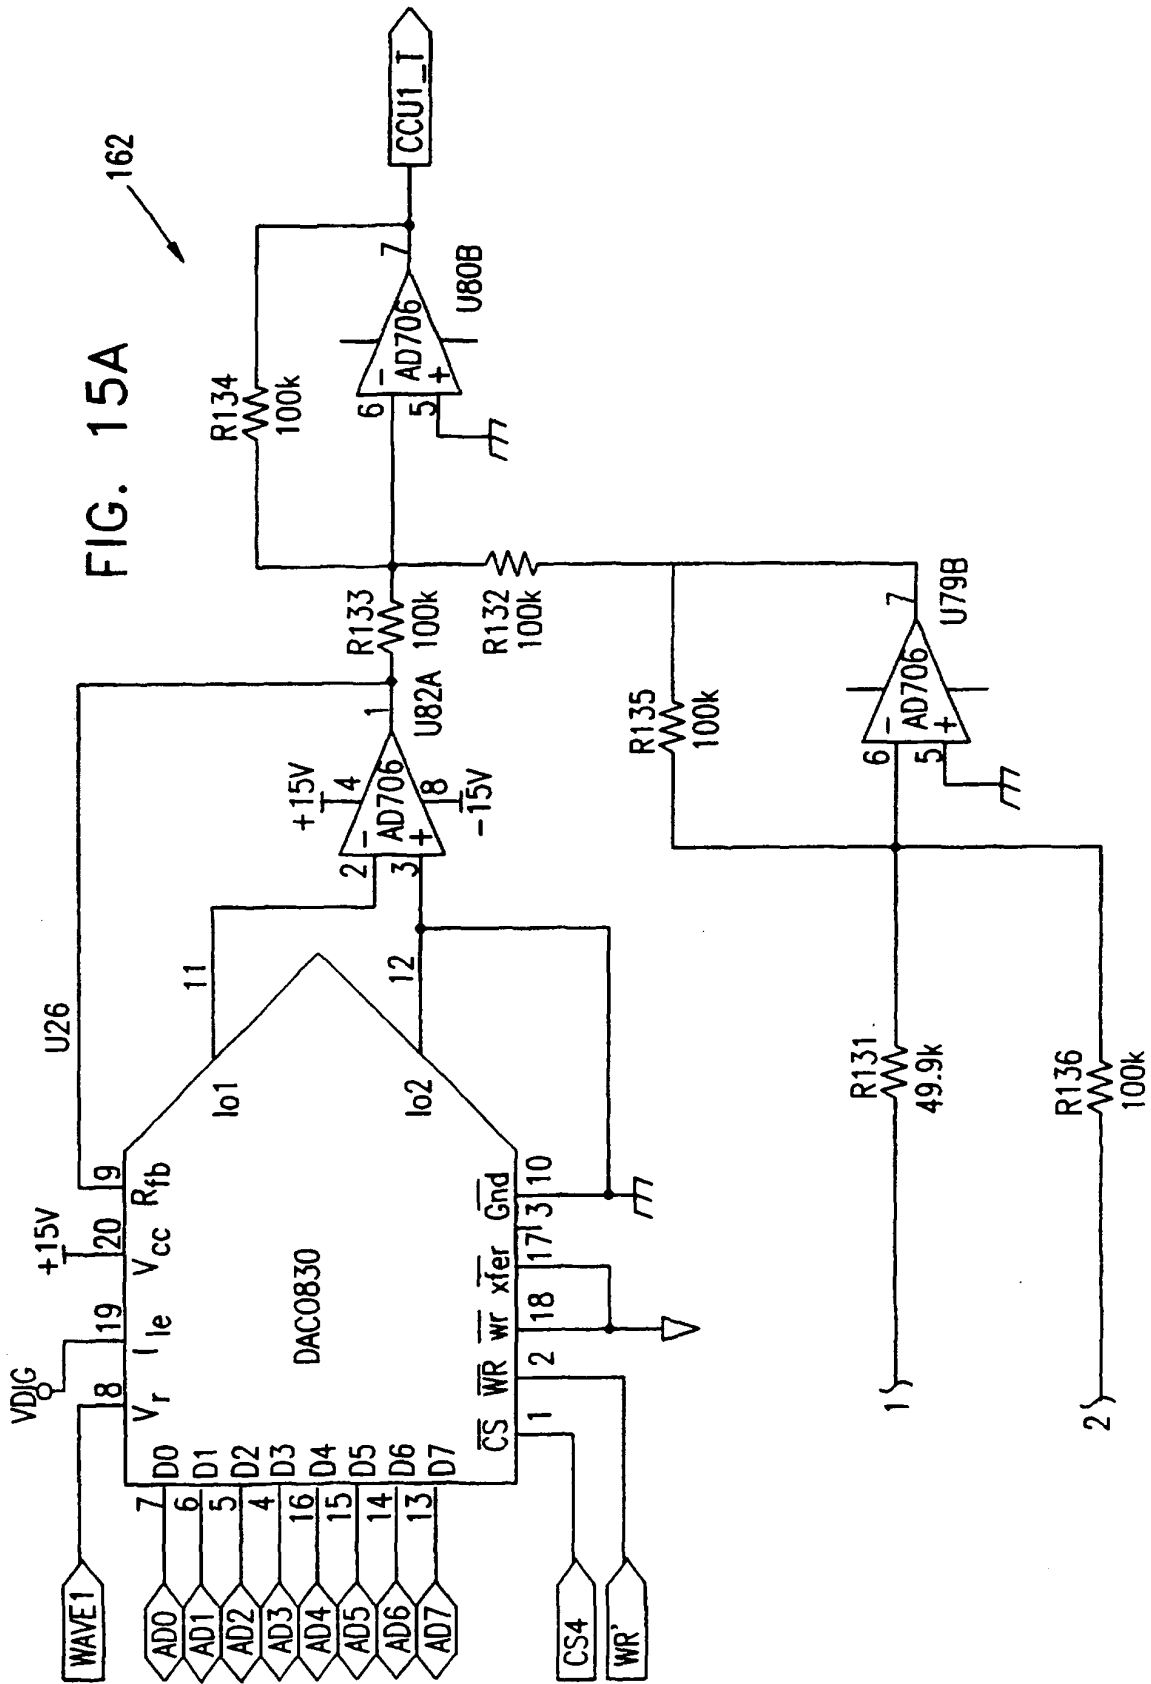 FIG. 15A
162
WAVE1
VDIG
+15V
U26
8
19
20
9
Vr
Ile
Vcc
Rfb
AD0
7
D0
AD1
6
D1
AD2
5
D2
AD3
4
D3
AD4
16
D4
AD5
15
D5
AD6
14
D6
AD7
13
D7
DAC0830
Io1
11
Io2
12
CS
WR
wr
xfer
Gnd
1
2
18
17
3
10
CS4
WR'
+15V
4
2
−
AD706
3
+
1
8
-15V
U82A
R133
100k
R134
100k
6
−
AD706
5
+
7
U80B
CCU1_T
R132
100k
R135
100k
6
−
AD706
5
+
7
U79B
1
R131
49.9k
2
R136
100k